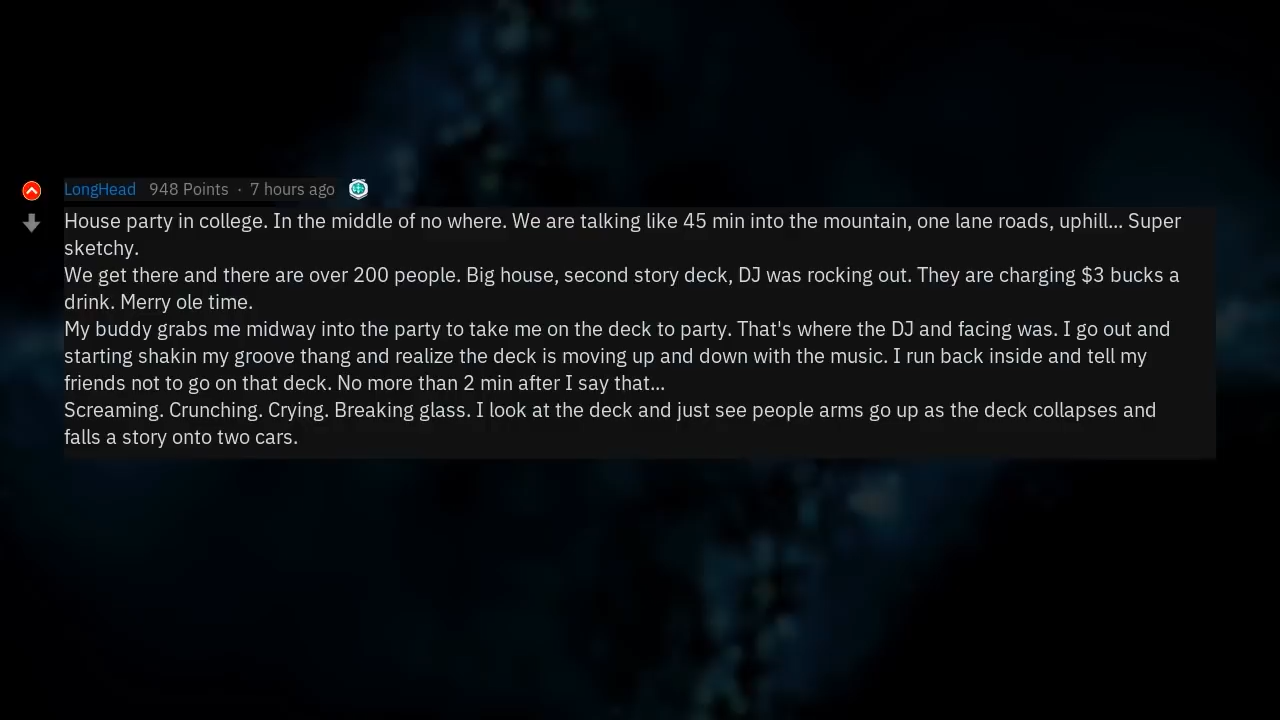 LongHead 948 Points · 7 hours ago
House party in college. In the middle of no where. We are talking like 45 min into the mountain, one lane roads, uphill... Super
sketchy.
We get there and there are over 200 people. Big house, second story deck, DJ was rocking out. They are charging $3 bucks a
drink. Merry ole time.
My buddy grabs me midway into the party to take me on the deck to party. That's where the DJ and facing was. I go out and
starting shakin my groove thang and realize the deck is moving up and down with the music. I run back inside and tell my
friends not to go on that deck. No more than 2 min after I say that...
Screaming. Crunching. Crying. Breaking glass. I look at the deck and just see people arms go up as the deck collapses and
falls a story onto two cars.